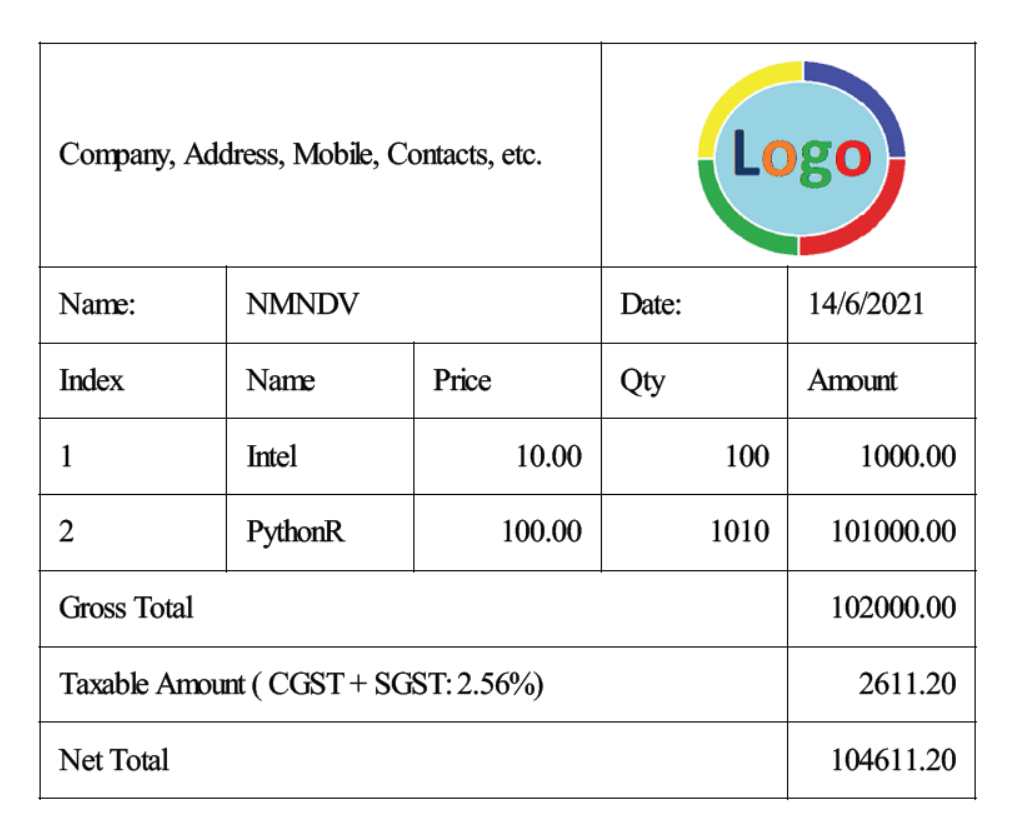 Company, Address, Mobile, Contacts, etc.
Logo
Name: NMNDV Date: 14/6/2021
Index Name Price Qty Amount
1 Intel 10.00 100 1000.00
2 PythonR 100.00 1010 101000.00
Gross Total 102000.00
Taxable Amount ( CGST + SGST: 2.56%) 2611.20
Net Total 104611.20